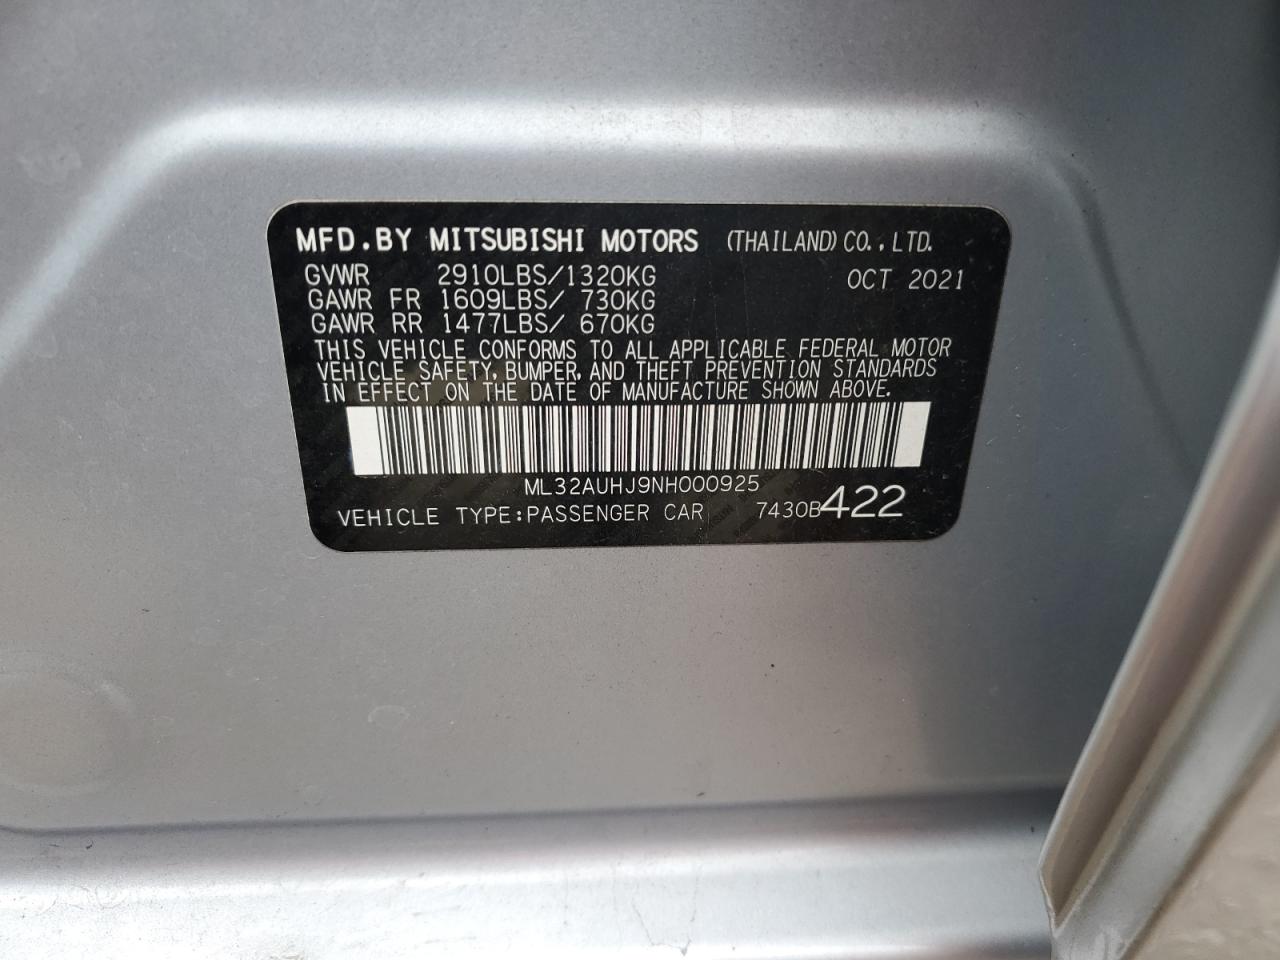 MFD.BY MITSUBISHI MOTORS (THAILAND)CO.,LTD.
GVWR 2910LBS/1320KG OCT 2021
GAWR FR 1609LBS/ 730KG
GAWR RR 1477LBS/ 670KG
THIS VEHICLE CONFORMS TO ALL APPLICABLE FEDERAL MOTOR
VEHICLE SAFETY, BUMPER, AND THEFT PREVENTION STANDARDS
IN EFFECT ON THE DATE OF MANUFACTURE SHOWN ABOVE.
ML32AUHJ9NH000925
VEHICLE TYPE:PASSENGER CAR 7430B422